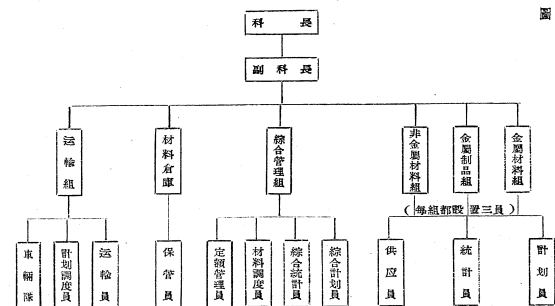 圖
科長
副科長
运輸組
材料倉庫
綜合管理組
非金屬材料組
金屬制品組
金屬材料組
（每組都設置三員）
車輛隊
計划調度員
运輸員
保管員
定額管理員
材料調度員
綜合統計員
綜合計划員
供应員
統計員
計划員